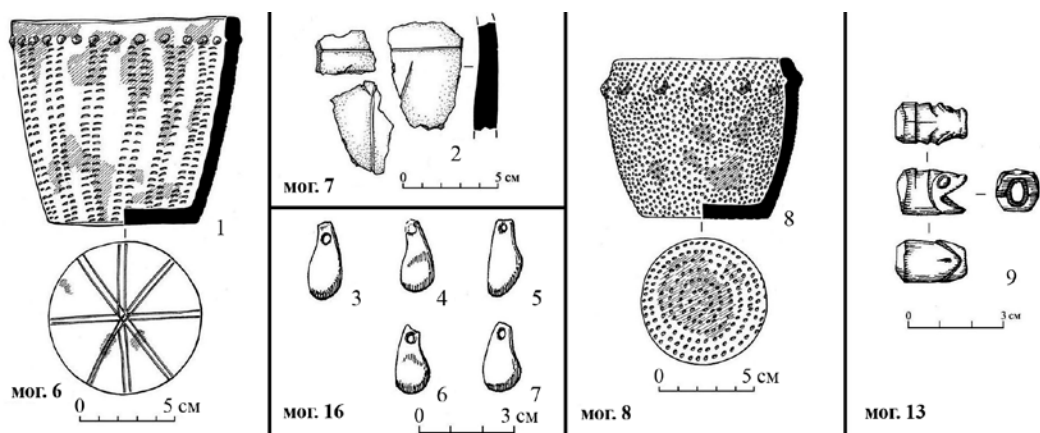 1
мог. 6
0 5 см
2
мог. 7
0 5 см
3 4 5
6 7
мог. 16
0 3 см
8
мог. 8
0 5 см
9
0 3 см
мог. 13